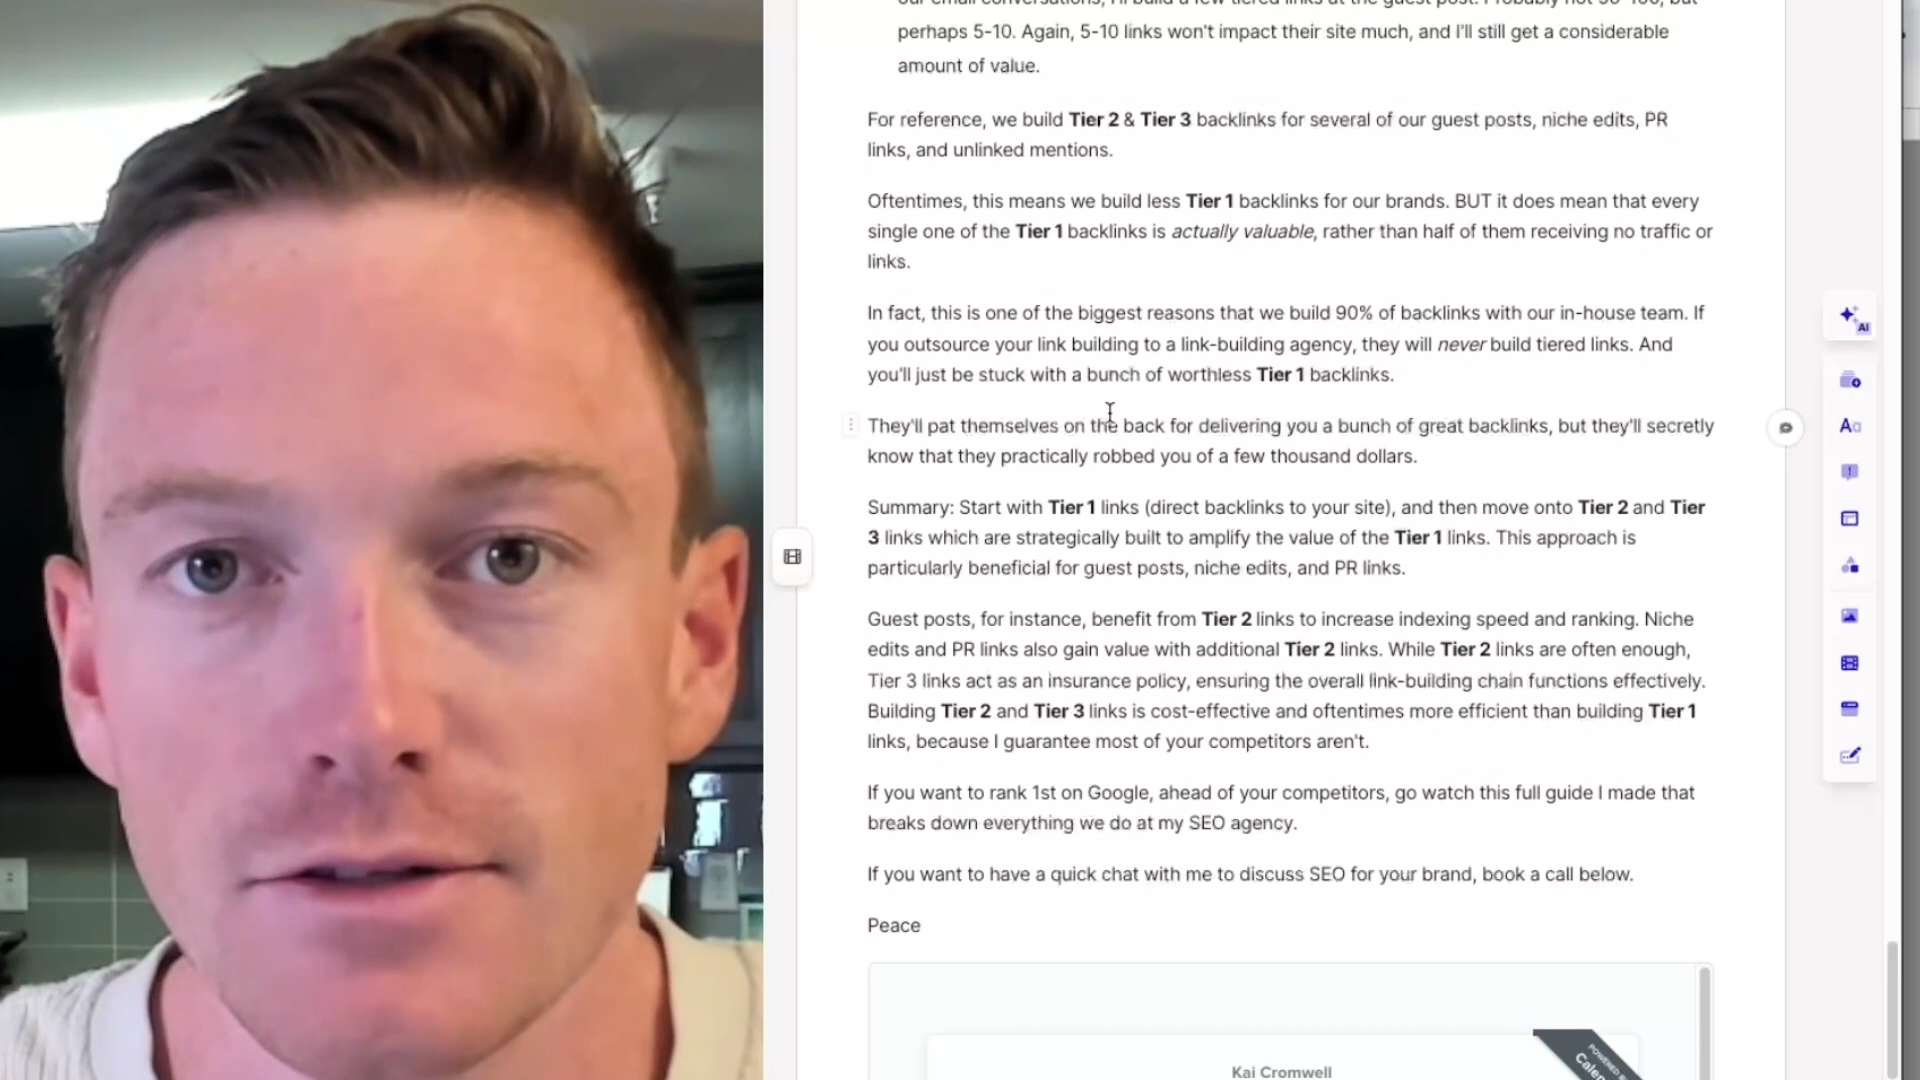 perhaps 5-10. Again, 5-10 links won't impact their site much, and I'll still get a considerable
amount of value.
For reference, we build Tier 2 & Tier 3 backlinks for several of our guest posts, niche edits, PR
links, and unlinked mentions.
Oftentimes, this means we build less Tier 1 backlinks for our brands. BUT it does mean that every
single one of the Tier 1 backlinks is actually valuable, rather than half of them receiving no traffic or
links.
In fact, this is one of the biggest reasons that we build 90% of backlinks with our in-house team. If
you outsource your link building to a link-building agency, they will never build tiered links. And
you'll just be stuck with a bunch of worthless Tier 1 backlinks.
They'll pat themselves on the back for delivering you a bunch of great backlinks, but they'll secretly
know that they practically robbed you of a few thousand dollars.
Summary: Start with Tier 1 links (direct backlinks to your site), and then move onto Tier 2 and Tier
3 links which are strategically built to amplify the value of the Tier 1 links. This approach is
particularly beneficial for guest posts, niche edits, and PR links.
Guest posts, for instance, benefit from Tier 2 links to increase indexing speed and ranking. Niche
edits and PR links also gain value with additional Tier 2 links. While Tier 2 links are often enough,
Tier 3 links act as an insurance policy, ensuring the overall link-building chain functions effectively.
Building Tier 2 and Tier 3 links is cost-effective and oftentimes more efficient than building Tier 1
links, because I guarantee most of your competitors aren't.
If you want to rank 1st on Google, ahead of your competitors, go watch this full guide I made that
breaks down everything we do at my SEO agency.
If you want to have a quick chat with me to discuss SEO for your brand, book a call below.
Peace
Kai Cromwell
POWERED
AI
Aa